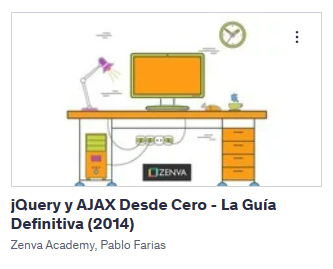 ZENVA
jQuery y AJAX Desde Cero - La Guía
Definitiva (2014)
Zenva Academy, Pablo Farias